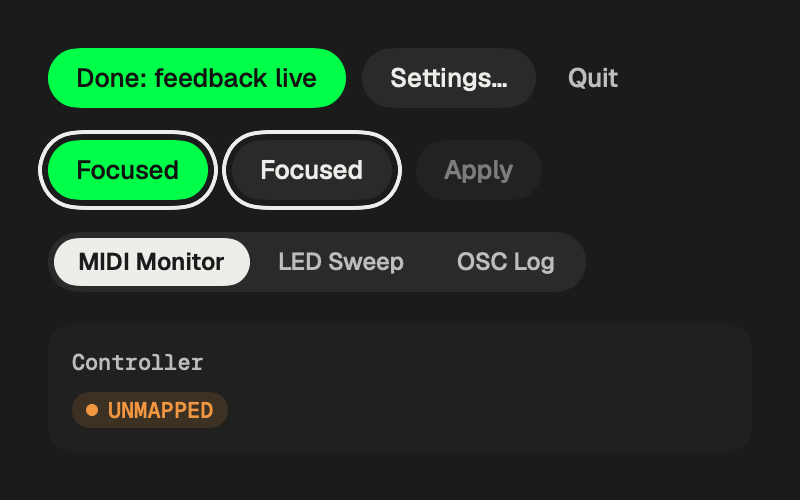 Done: feedback live Settings… Quit
Focused Focused Apply
MIDI Monitor LED Sweep OSC Log
Controller
UNMAPPED